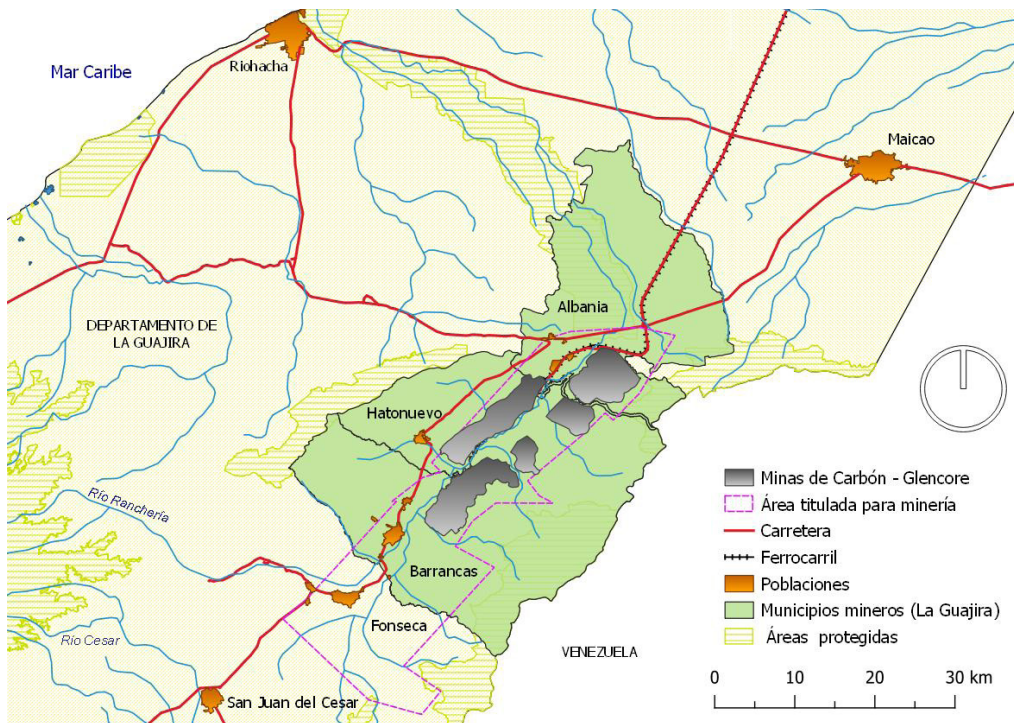 Mar Caribe
Riohacha
Maicao
Albania
DEPARTAMENTO DE
LA GUAJIRA
Hatonuevo
Río Ranchería
Barrancas
Fonseca
Río Cesar
VENEZUELA
San Juan del Cesar
Minas de Carbón - Glencore
Área titulada para minería
Carretera
Ferrocarril
Poblaciones
Municipios mineros (La Guajira)
Áreas protegidas
0 10 20 30 km